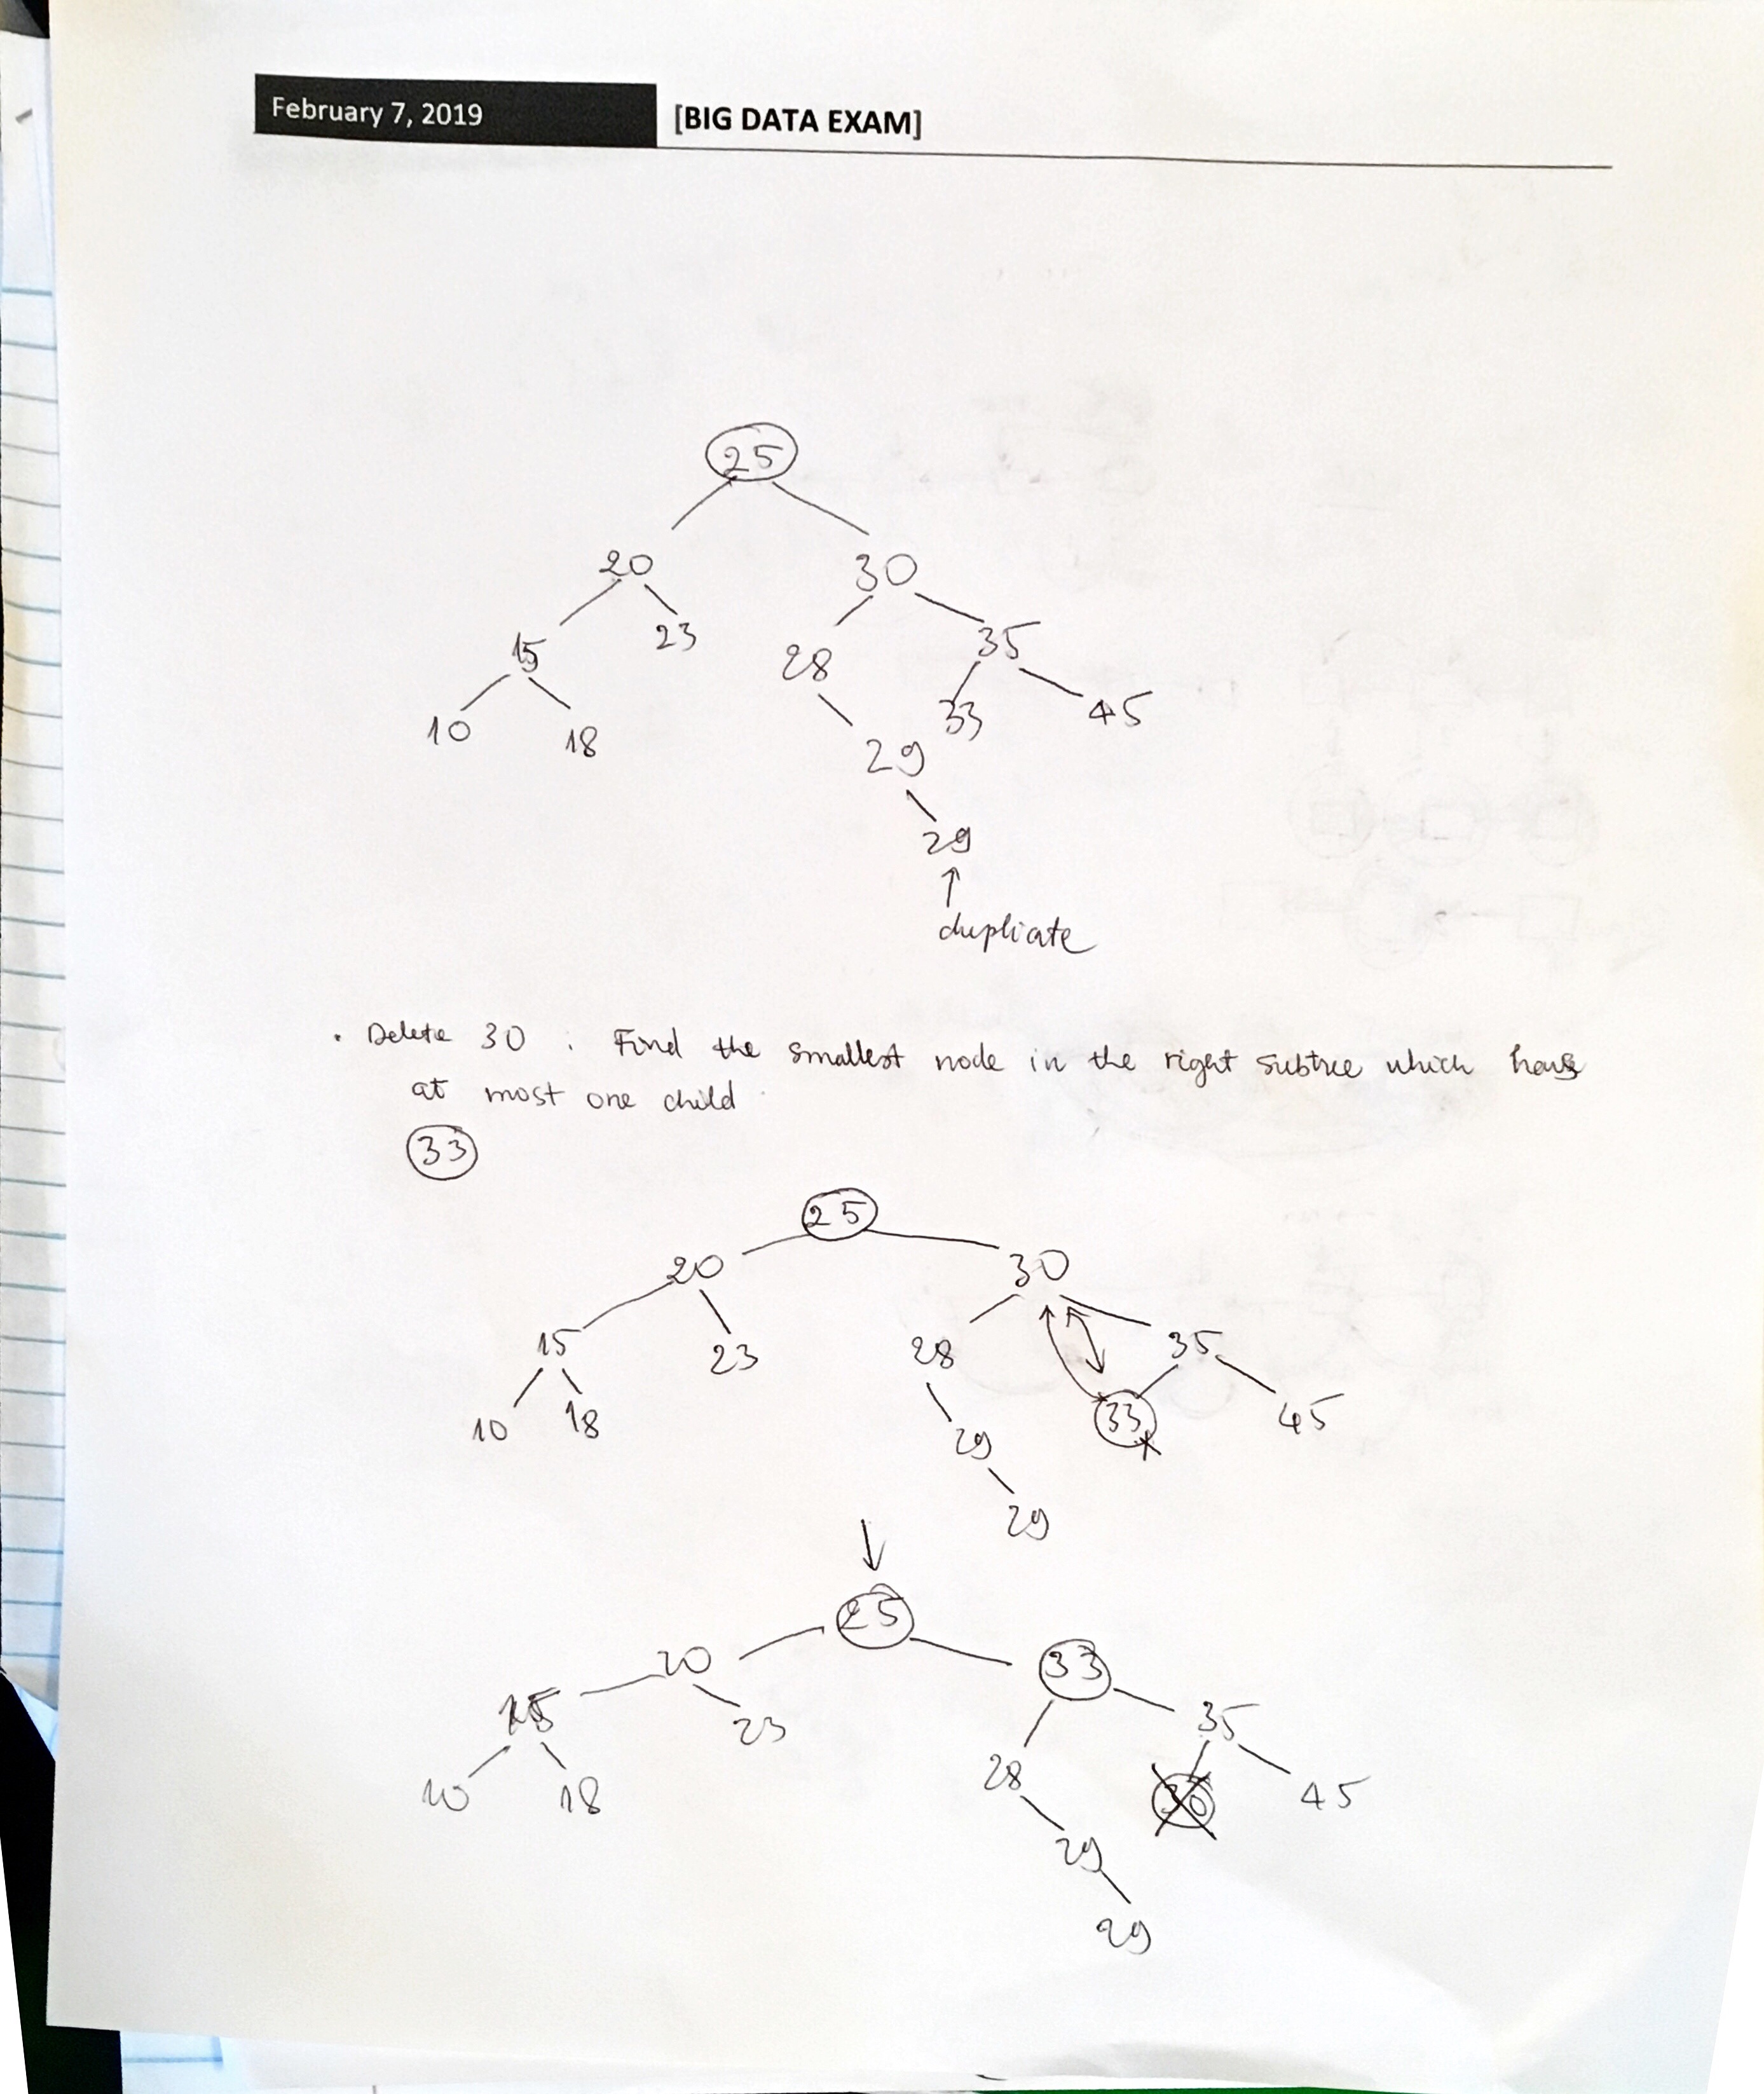 February 7, 2019 [BIG DATA EXAM]
25
20 30
15 23 28 35
10 18 29 33 45
29
dupliate
. Delete 30 : Find the smallest node in the right subtree which has
at most one child
33
25
20 30
15 23 28 35
10 18 29 33 45
29
25
20 33
15 23 28 35
10 18 29 30 45
29